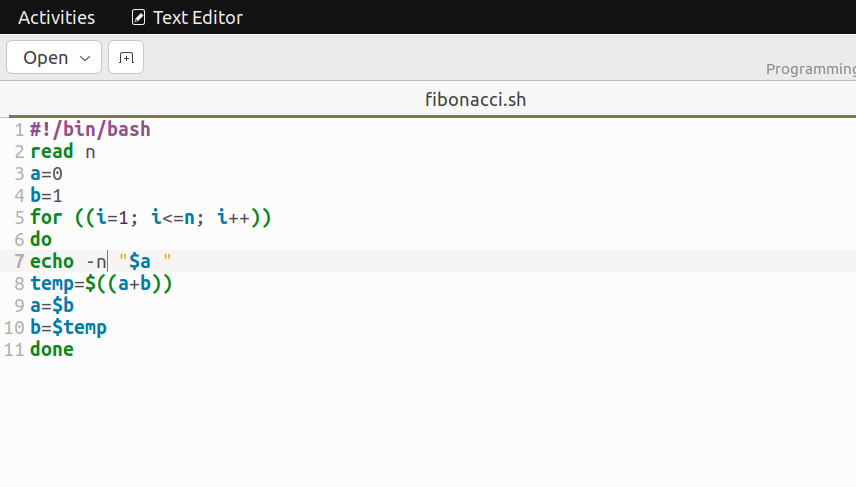 Activities Text Editor
Open
Programming
fibonacci.sh
1 #!/bin/bash
2 read n
3 a=0
4 b=1
5 for ((i=1; i<=n; i++))
6 do
7 echo -n "$a "
8 temp=$((a+b))
9 a=$b
10 b=$temp
11 done